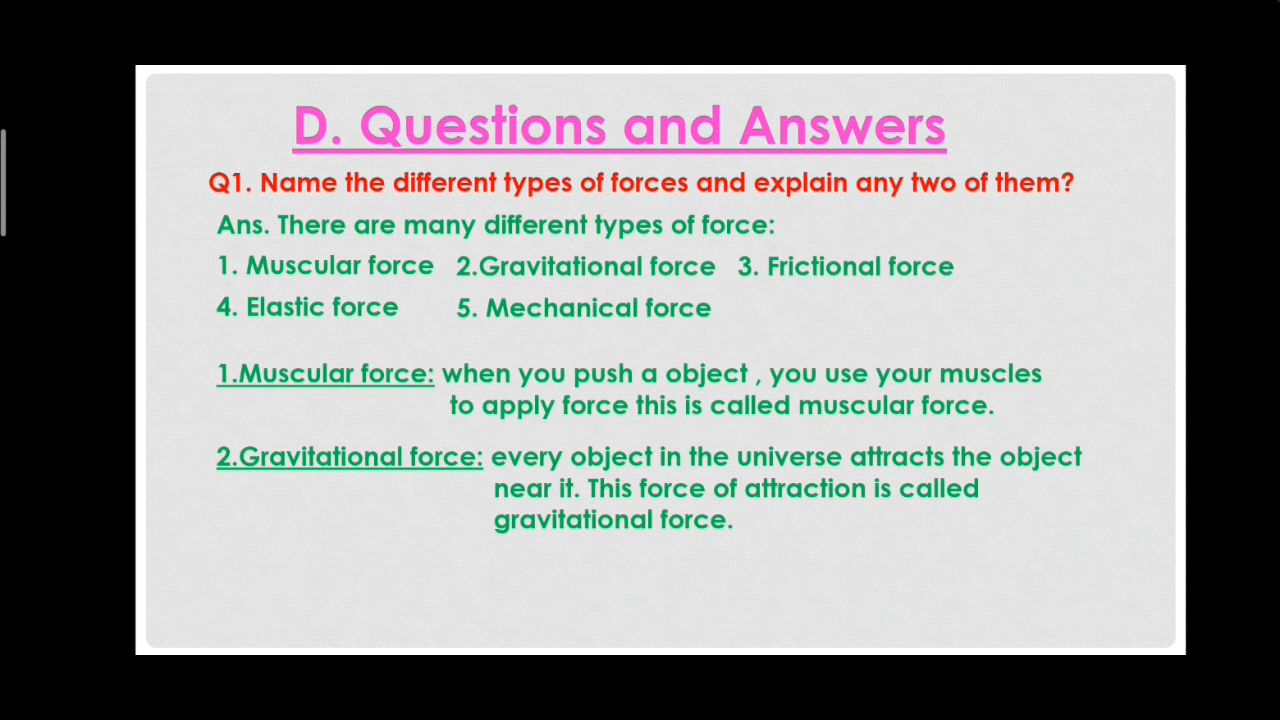 D. Questions and Answers
Q1. Name the different types of forces and explain any two of them?
Ans. There are many different types of force:
1. Muscular force 2.Gravitational force 3. Frictional force
4. Elastic force 5. Mechanical force
1.Muscular force: when you push a object , you use your muscles
to apply force this is called muscular force.
2.Gravitational force: every object in the universe attracts the object
near it. This force of attraction is called
gravitational force.